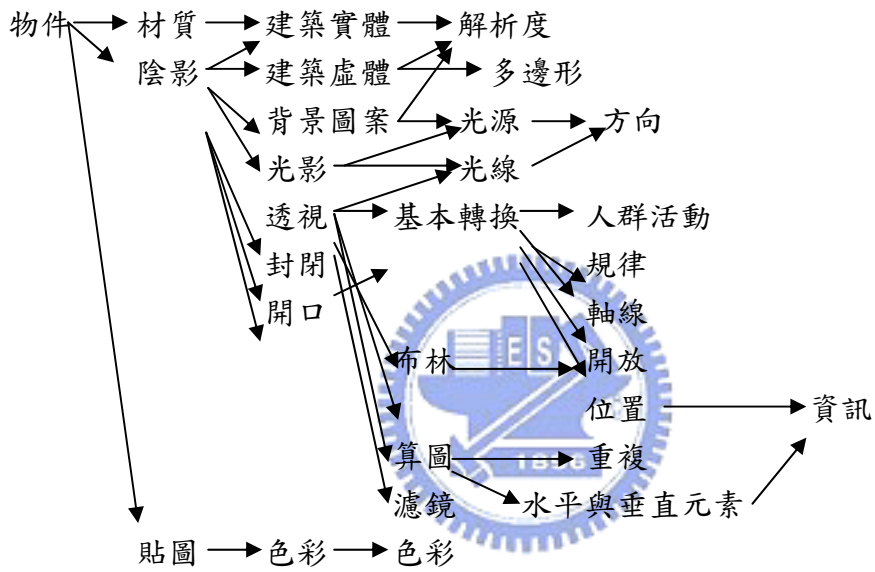 物件 材質 建築實體 解析度
陰影 建築虛體 多邊形
背景圖案 光源 方向
光影 光線
透視 基本轉換 人群活動
封閉 規律
開口 軸線
布林 開放
位置 資訊
算圖 重複
濾鏡 水平與垂直元素
貼圖 色彩 色彩
ES
1896